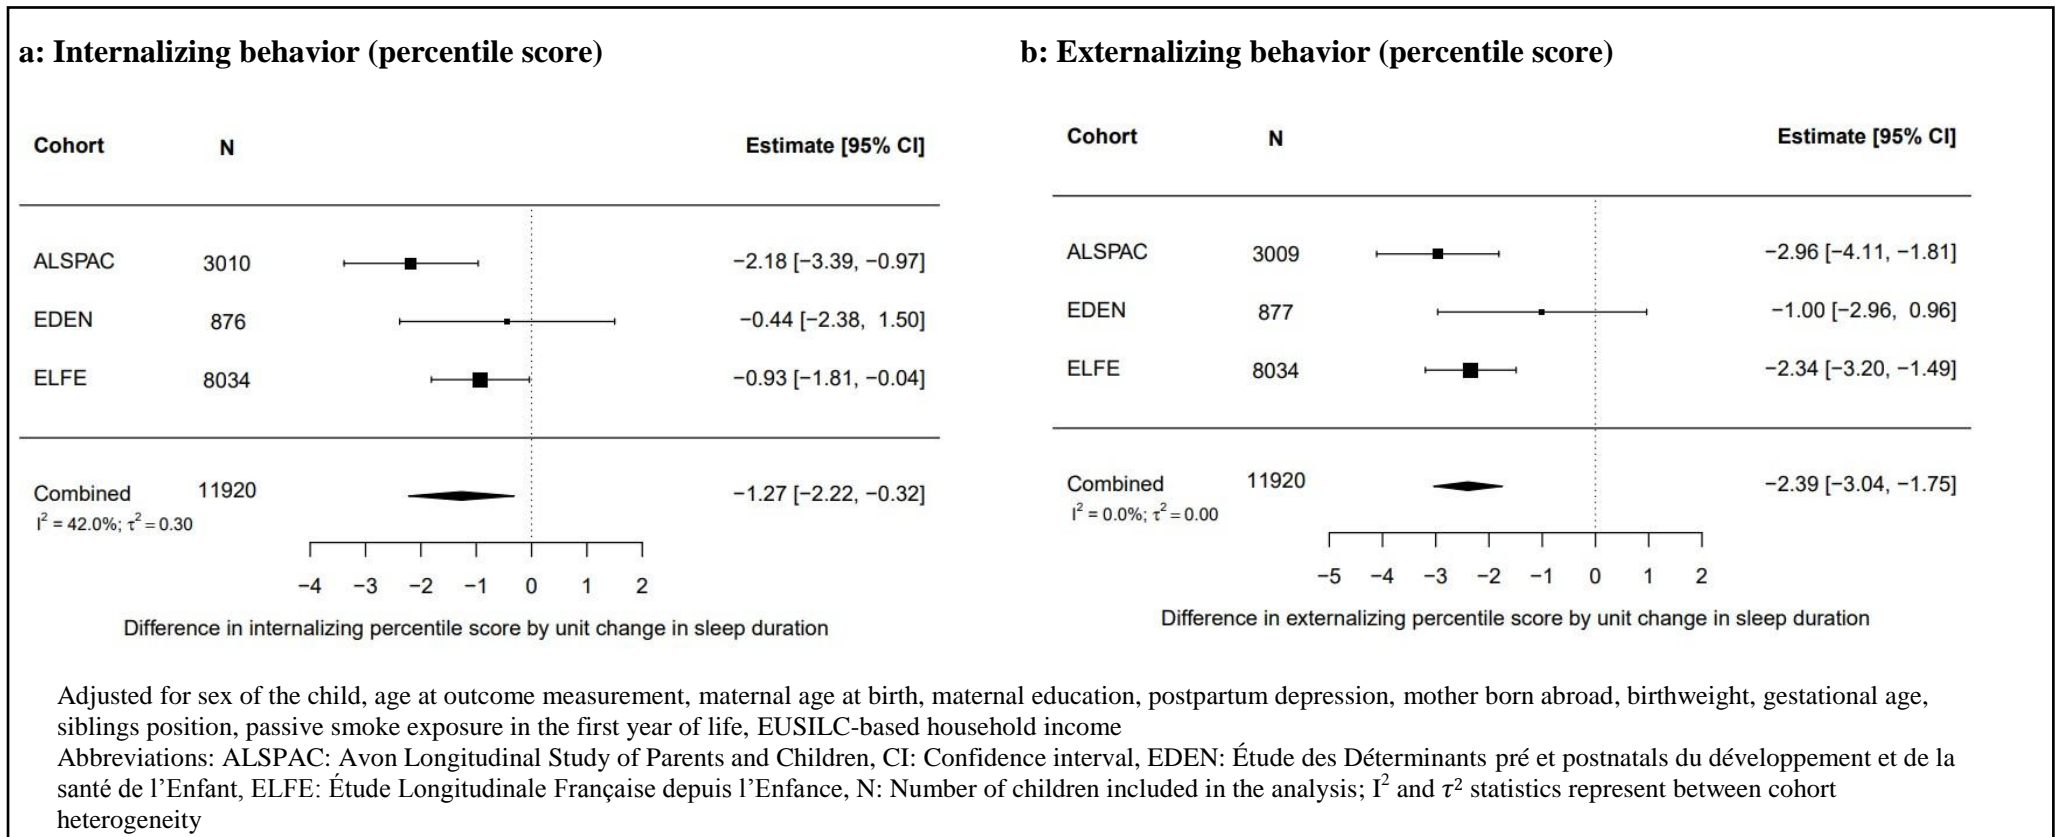 a: Internalizing behavior (percentile score)
Cohort N Estimate [95% CI]
ALSPAC 3010 −2.18 [−3.39, −0.97]
EDEN 876 −0.44 [−2.38, 1.50]
ELFE 8034 −0.93 [−1.81, −0.04]
Combined 11920 −1.27 [−2.22, −0.32]
I² = 42.0%; τ² = 0.30
−4 −3 −2 −1 0 1 2
Difference in internalizing percentile score by unit change in sleep duration
b: Externalizing behavior (percentile score)
Cohort N Estimate [95% CI]
ALSPAC 3009 −2.96 [−4.11, −1.81]
EDEN 877 −1.00 [−2.96, 0.96]
ELFE 8034 −2.34 [−3.20, −1.49]
Combined 11920 −2.39 [−3.04, −1.75]
I² = 0.0%; τ² = 0.00
−5 −4 −3 −2 −1 0 1 2
Difference in externalizing percentile score by unit change in sleep duration
Adjusted for sex of the child, age at outcome measurement, maternal age at birth, maternal education, postpartum depression, mother born abroad, birthweight, gestational age,
siblings position, passive smoke exposure in the first year of life, EUSILC-based household income
Abbreviations: ALSPAC: Avon Longitudinal Study of Parents and Children, CI: Confidence interval, EDEN: Étude des Déterminants pré et postnatals du développement et de la
santé de l’Enfant, ELFE: Étude Longitudinale Française depuis l’Enfance, N: Number of children included in the analysis; I² and τ² statistics represent between cohort
heterogeneity